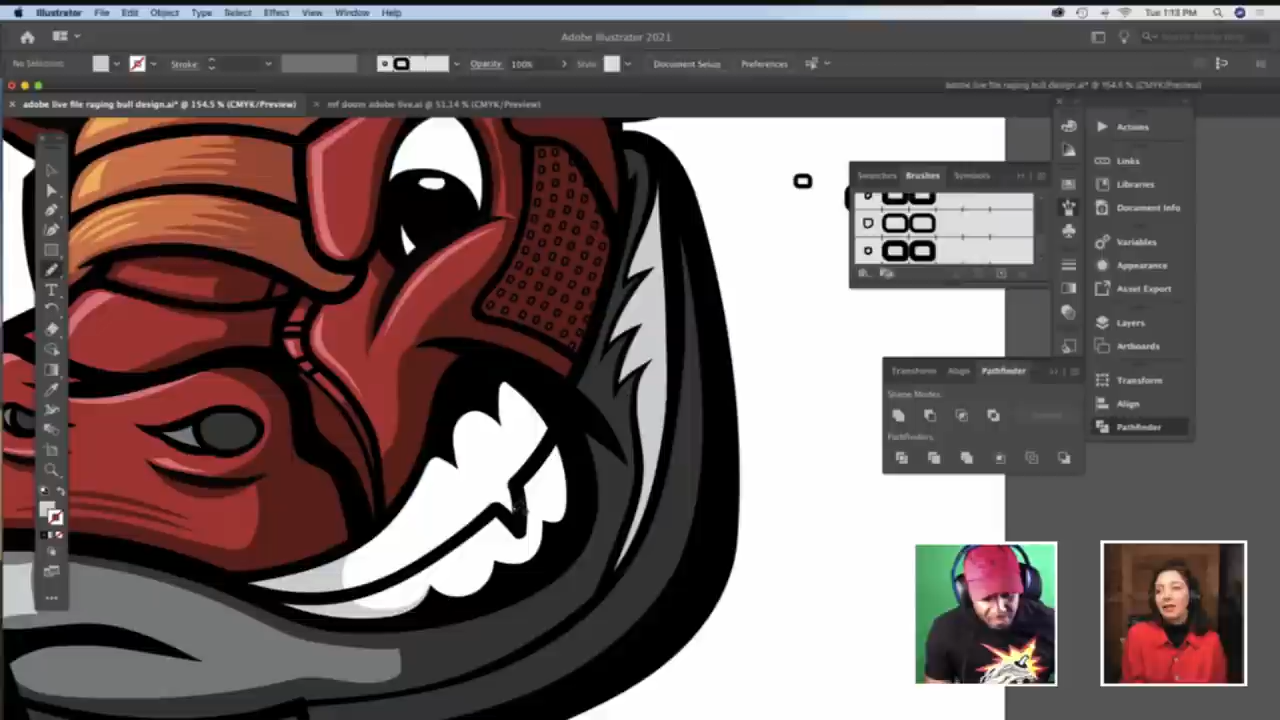 Illustrator File Edit Object Type Select Effect View Window Help Tue 1:13 PM
Adobe Illustrator 2021
No Selection Stroke: Opacity 100% Style: Document Setup Preferences
adobe live file raging bull design.ai* @ 154.5 % (CMYK/Preview)
adobe live file raging bull design.ai* @ 154.5 % (CMYK/Preview) mf doom adobe live.ai @ 51.14 % (CMYK/Preview)
Actions
Links
Libraries
Document Info
Variables
Appearance
Asset Export
Layers
Artboards
Transform
Align
Pathfinder
Swatches Brushes Symbols
Transform Align Pathfinder
Shape Modes:
Pathfinders: